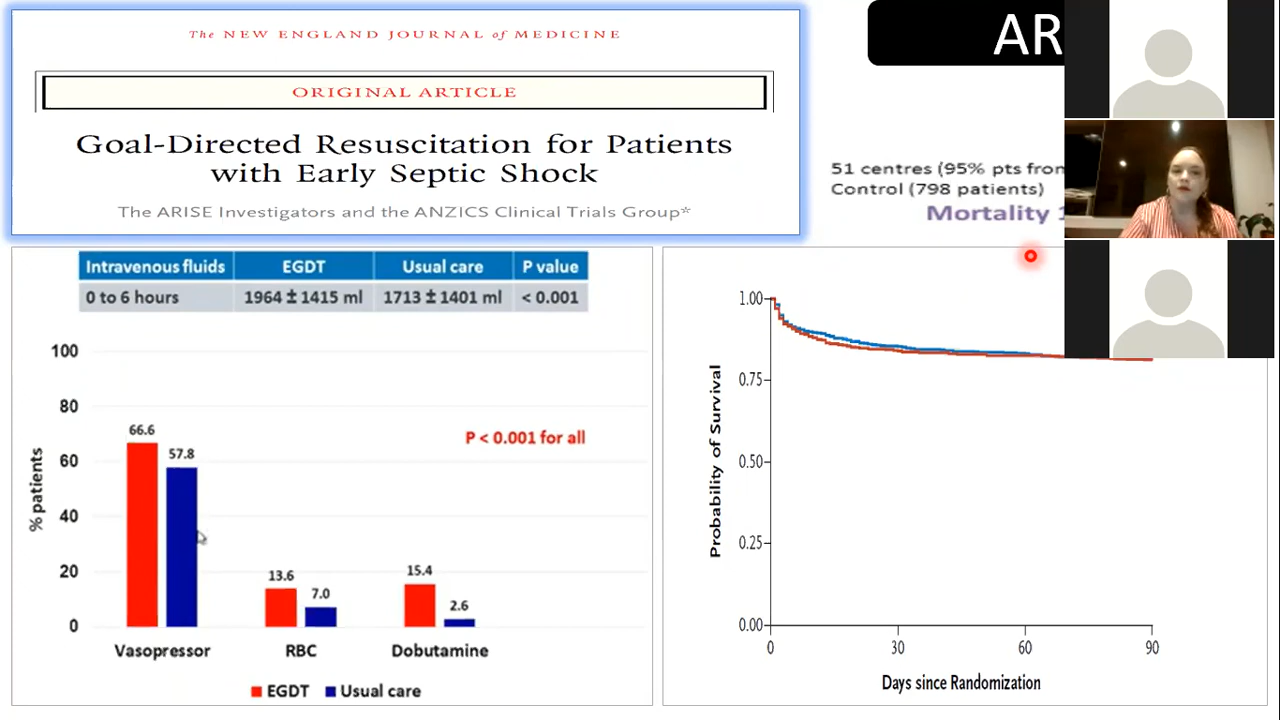 The NEW ENGLAND JOURNAL of MEDICINE
ORIGINAL ARTICLE
Goal-Directed Resuscitation for Patients
with Early Septic Shock
The ARISE Investigators and the ANZICS Clinical Trials Group*
AR
51 centres (95% pts from
Control (798 patients)
Mortality
Intravenous fluids EGDT Usual care P value
0 to 6 hours 1964 ± 1415 ml 1713 ± 1401 ml < 0.001
100
80
60
40
20
0
% patients
66.6
57.8
13.6
7.0
15.4
2.6
P < 0.001 for all
Vasopressor RBC Dobutamine
EGDT Usual care
1.00
0.75
0.50
0.25
0.00
Probability of Survival
0 30 60 90
Days since Randomization